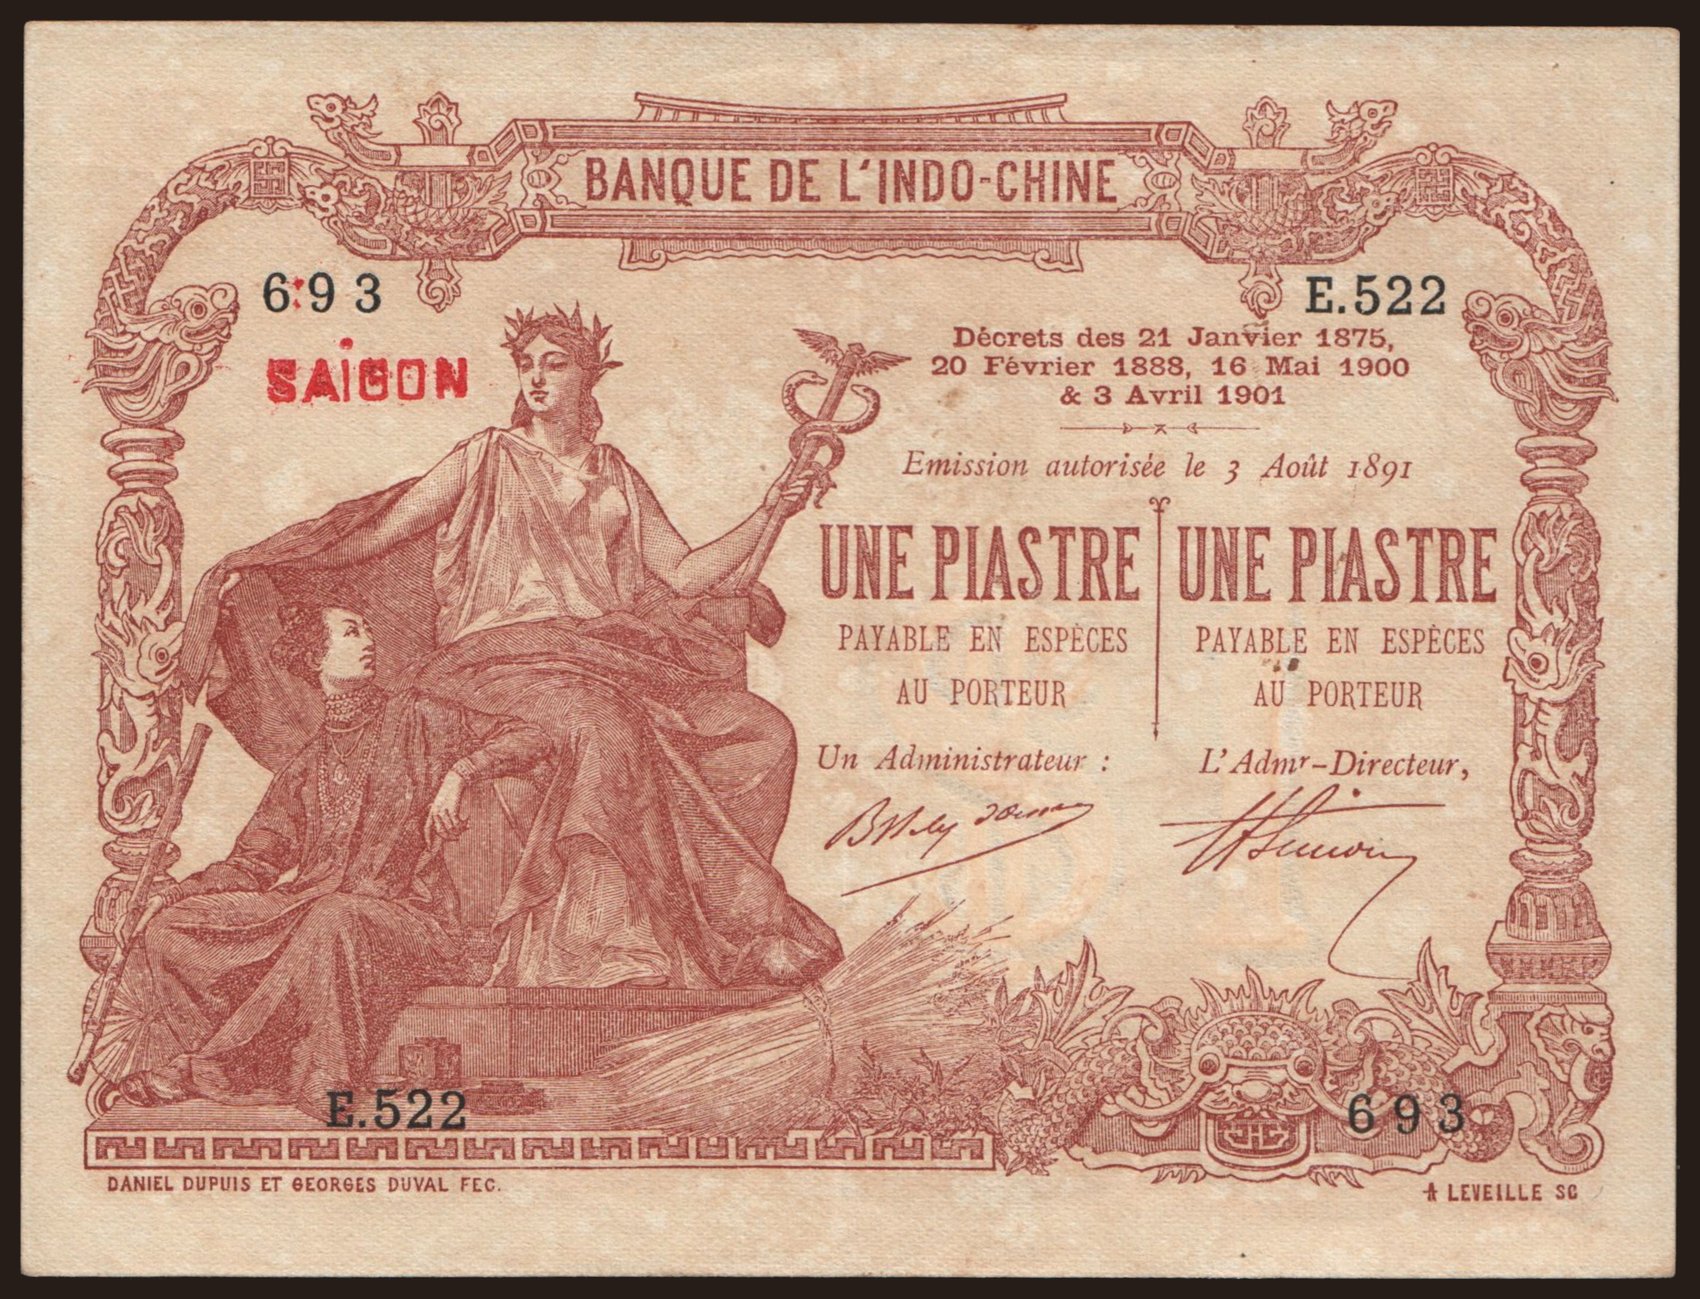 BANQUE DE L'INDO-CHINE
693
E.522
SAIGON
Décrets des 21 Janvier 1875,
20 Février 1888, 16 Mai 1900
& 3 Avril 1901
Emission autorisée le 3 Août 1891
UNE PIASTRE
PAYABLE EN ESPÈCES
AU PORTEUR
Un Administrateur :
UNE PIASTRE
PAYABLE EN ESPÈCES
AU PORTEUR
L'Admr-Directeur,
E.522
693
DANIEL DUPUIS ET GEORGES DUVAL FEC.
A LEVEILLE SC